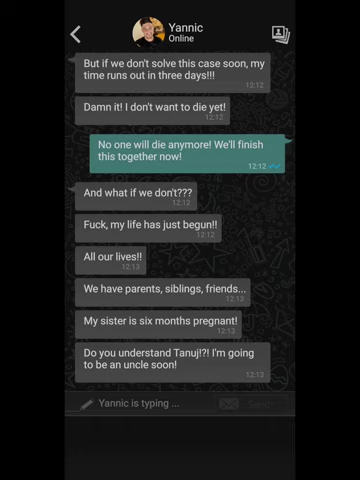 Yannic
Online
But if we don't solve this case soon, my
time runs out in three days!!!
12:12
Damn it! I don't want to die yet!
12:12
No one will die anymore! We'll finish
this together now!
12:12
And what if we don't???
12:12
Fuck, my life has just begun!!
12:12
All our lives!!
12:13
We have parents, siblings, friends...
12:13
My sister is six months pregnant!
12:13
Do you understand Tanuj!?! I'm going
to be an uncle soon!
12:13
Yannic is typing ...
Send